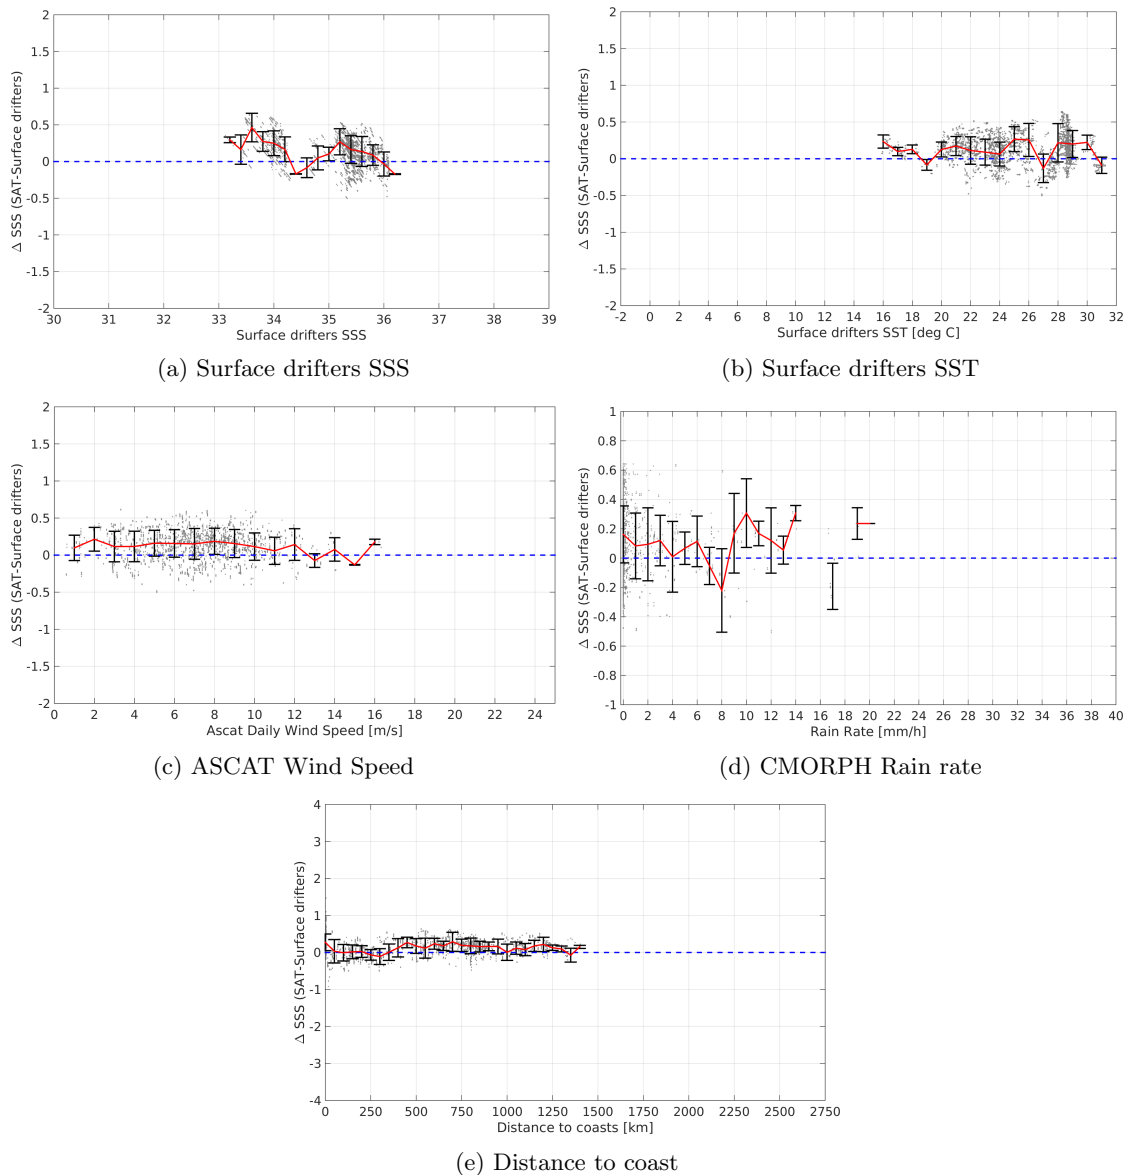 2
1.5
1
0.5
0
-0.5
-1
-1.5
-2
Δ SSS (SAT-Surface drifters)
30 31 32 33 34 35 36 37 38 39
Surface drifters SSS
(a) Surface drifters SSS
2
1.5
1
0.5
0
-0.5
-1
-1.5
-2
Δ SSS (SAT-Surface drifters)
-2 0 2 4 6 8 10 12 14 16 18 20 22 24 26 28 30 32
Surface drifters SST [deg C]
(b) Surface drifters SST
2
1.5
1
0.5
0
-0.5
-1
-1.5
-2
Δ SSS (SAT-Surface drifters)
0 2 4 6 8 10 12 14 16 18 20 22 24
Ascat Daily Wind Speed [m/s]
(c) ASCAT Wind Speed
1
0.8
0.6
0.4
0.2
0
-0.2
-0.4
-0.6
-0.8
-1
Δ SSS (SAT-Surface drifters)
0 2 4 6 8 10 12 14 16 18 20 22 24 26 28 30 32 34 36 38 40
Rain Rate [mm/h]
(d) CMORPH Rain rate
4
3
2
1
0
-1
-2
-3
-4
Δ SSS (SAT-Surface drifters)
0 250 500 750 1000 1250 1500 1750 2000 2250 2500 2750
Distance to coasts [km]
(e) Distance to coast